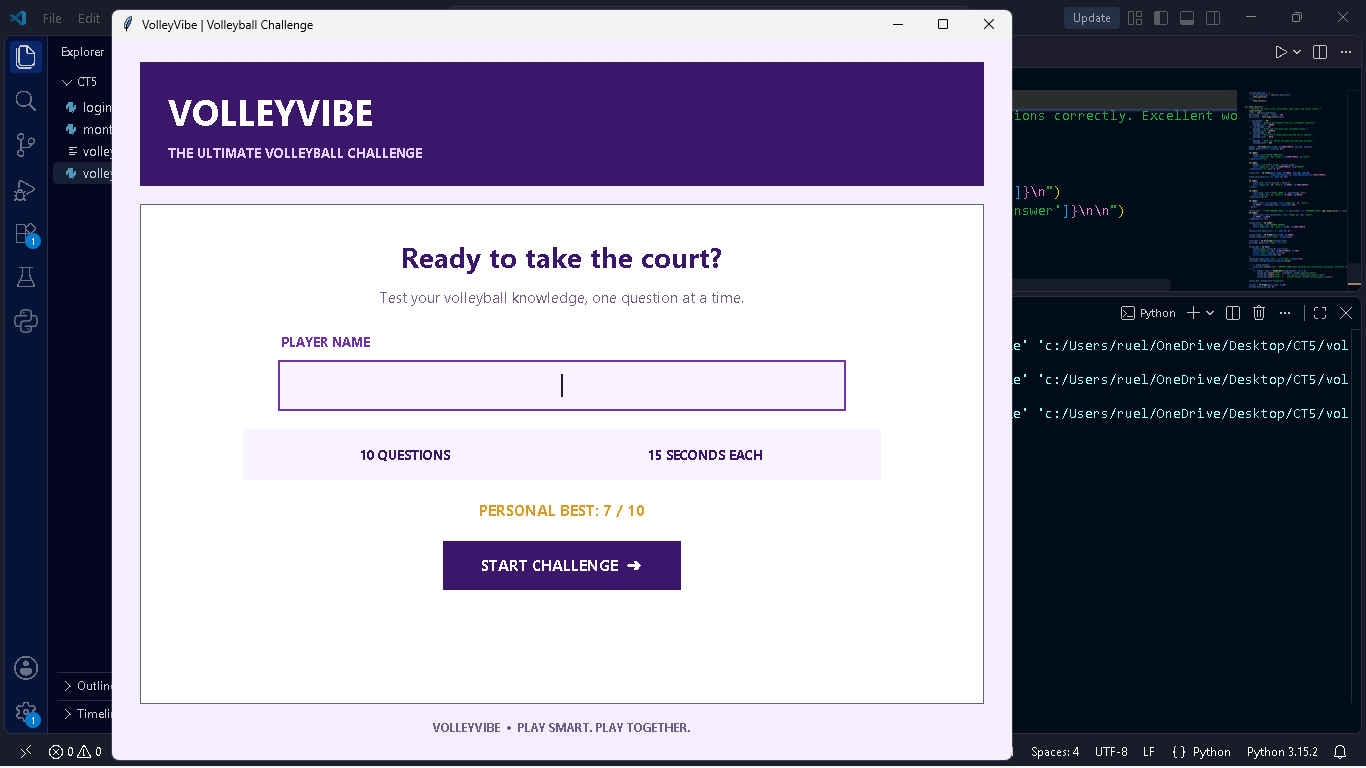 File Edit
VolleyVibe | Volleyball Challenge
Update
Explorer
CT5
login
mont
volley
volley
VOLLEYVIBE
THE ULTIMATE VOLLEYBALL CHALLENGE
Ready to take the court?
Test your volleyball knowledge, one question at a time.
PLAYER NAME
10 QUESTIONS
15 SECONDS EACH
PERSONAL BEST: 7 / 10
START CHALLENGE ➔
VOLLEYVIBE • PLAY SMART. PLAY TOGETHER.
ions correctly. Excellent wo
]}\n")
nswer']}\n\n")
Python
e' 'c:/Users/ruel/OneDrive/Desktop/CT5/vol
e' 'c:/Users/ruel/OneDrive/Desktop/CT5/vol
e' 'c:/Users/ruel/OneDrive/Desktop/CT5/vol
1
Outlin
1
Timeli
0 0
Spaces: 4 UTF-8 LF {} Python Python 3.15.2